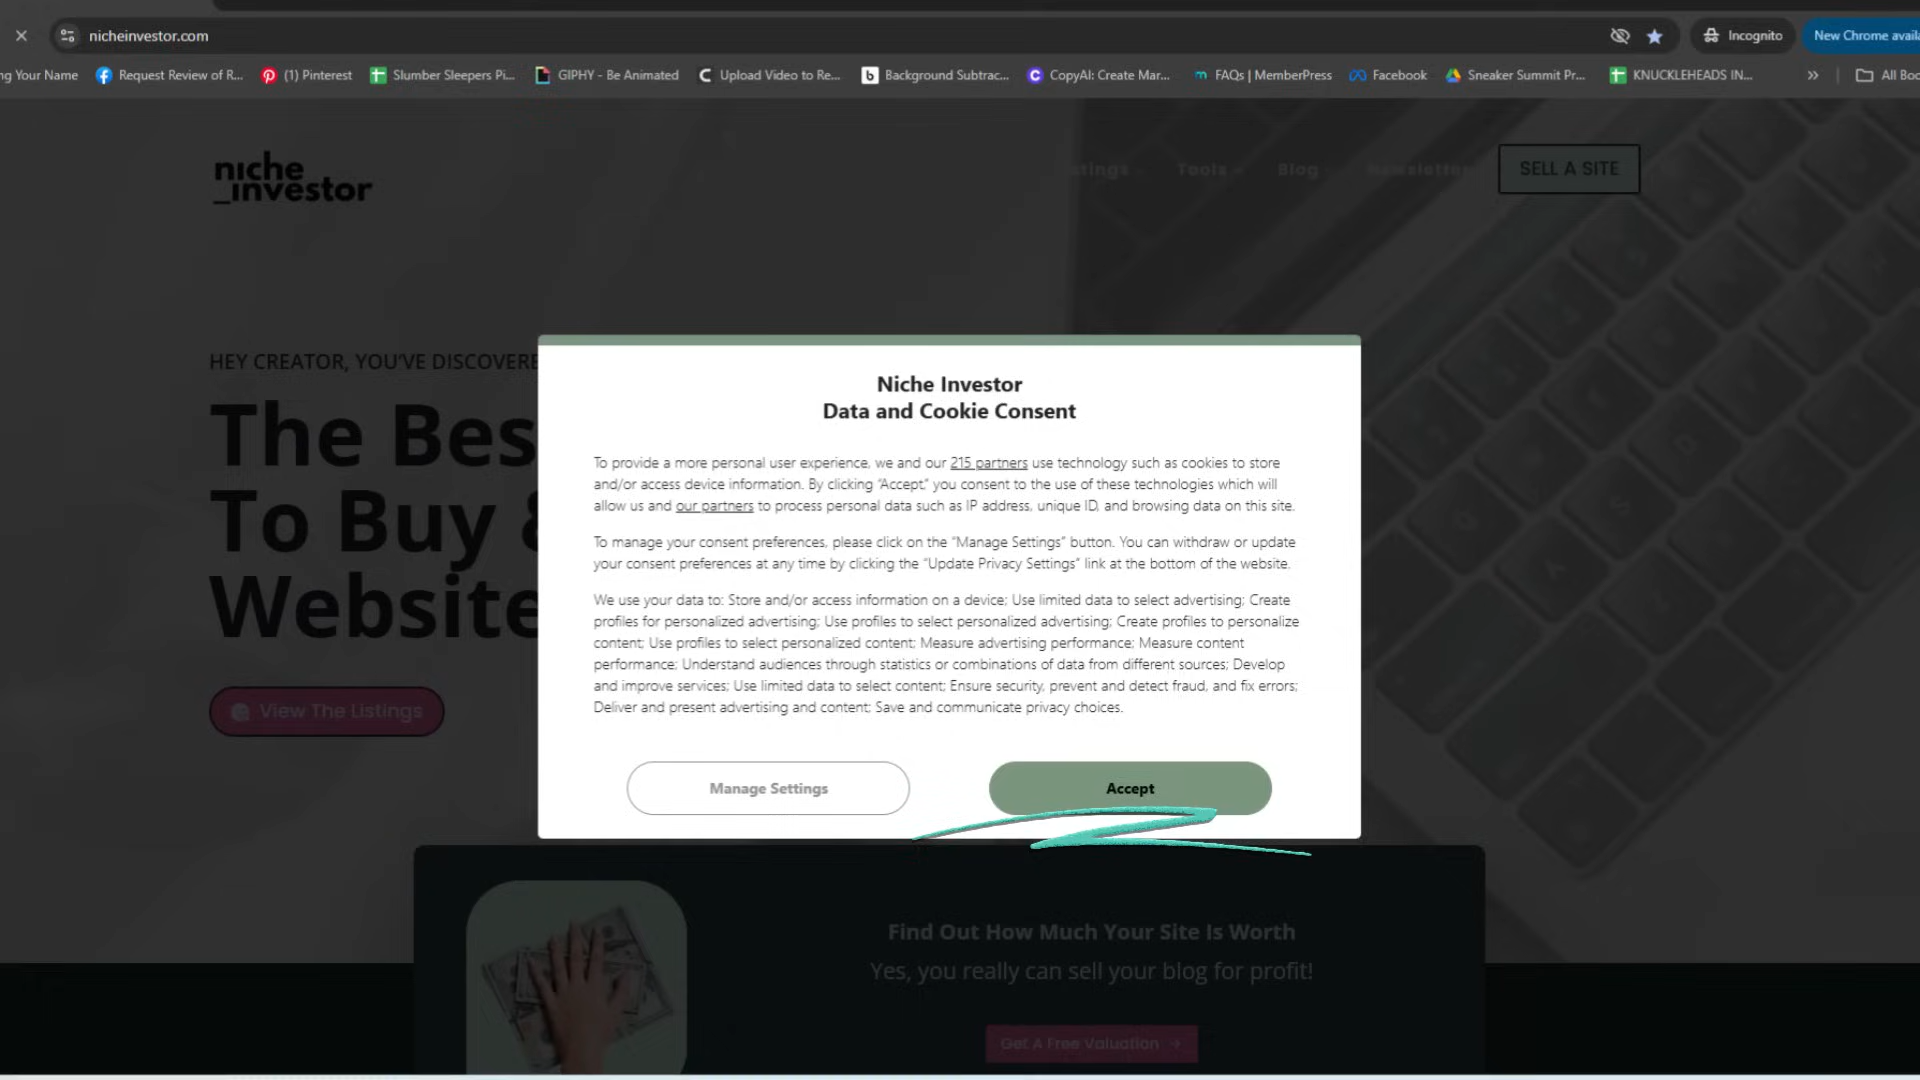 nicheinvestor.com
Incognito
New Chrome availa
ng Your Name
Request Review of R...
(1) Pinterest
Slumber Sleepers Pi...
GIPHY - Be Animated
Upload Video to Re...
Background Subtrac...
CopyAI: Create Mar...
FAQs | MemberPress
Facebook
Sneaker Summit Pr...
KNUCKLEHEADS IN...
»
All Boo
niche
_investor
stings
Tools
Blog
Newsletter
SELL A SITE
HEY CREATOR, YOU'VE DISCOVERE
The Bes
To Buy &
Website
View The Listings
Niche Investor
Data and Cookie Consent
To provide a more personal user experience, we and our 215 partners use technology such as cookies to store
and/or access device information. By clicking “Accept,” you consent to the use of these technologies which will
allow us and our partners to process personal data such as IP address, unique ID, and browsing data on this site.
To manage your consent preferences, please click on the “Manage Settings” button. You can withdraw or update
your consent preferences at any time by clicking the “Update Privacy Settings” link at the bottom of the website.
We use your data to: Store and/or access information on a device; Use limited data to select advertising; Create
profiles for personalized advertising; Use profiles to select personalized advertising; Create profiles to personalize
content; Use profiles to select personalized content; Measure advertising performance; Measure content
performance; Understand audiences through statistics or combinations of data from different sources; Develop
and improve services; Use limited data to select content; Ensure security, prevent and detect fraud, and fix errors;
Deliver and present advertising and content; Save and communicate privacy choices.
Manage Settings
Accept
Find Out How Much Your Site Is Worth
Yes, you really can sell your blog for profit!
Get A Free Valuation →